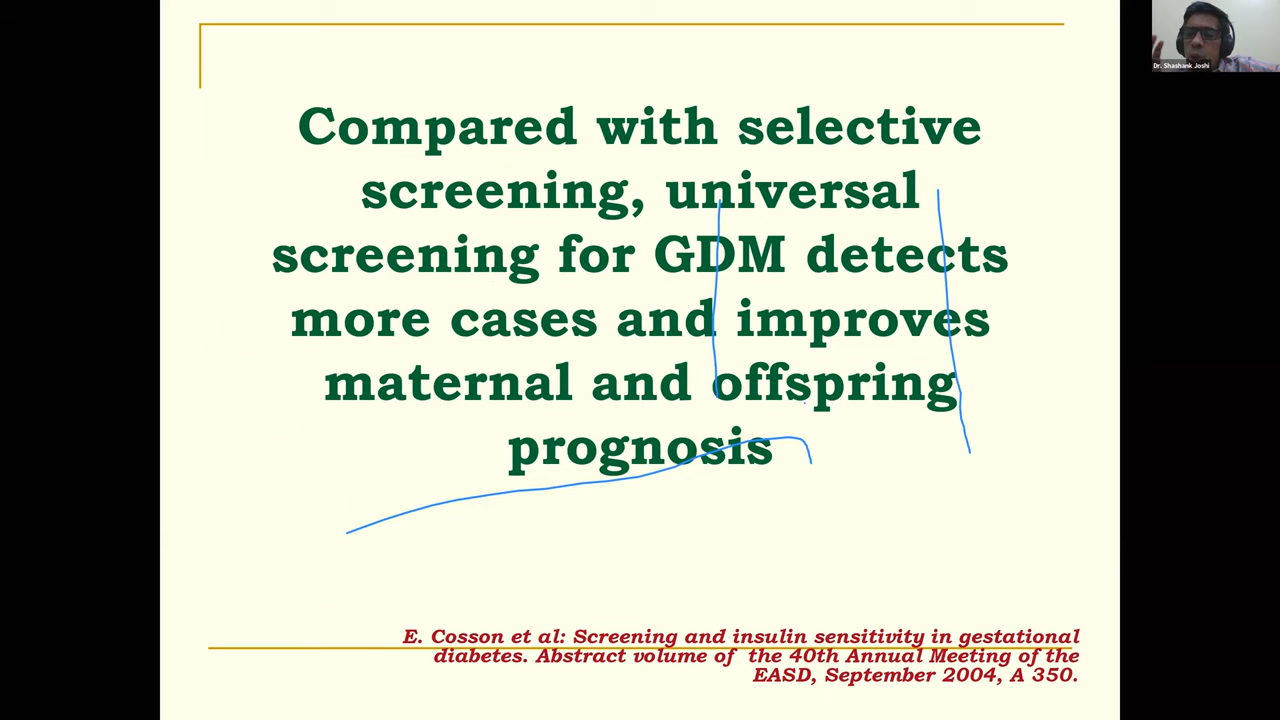 Dr. Shashank Joshi
Compared with selective
screening, universal
screening for GDM detects
more cases and improves
maternal and offspring
prognosis
E. Cosson et al: Screening and insulin sensitivity in gestational
diabetes. Abstract volume of the 40th Annual Meeting of the
EASD, September 2004, A 350.